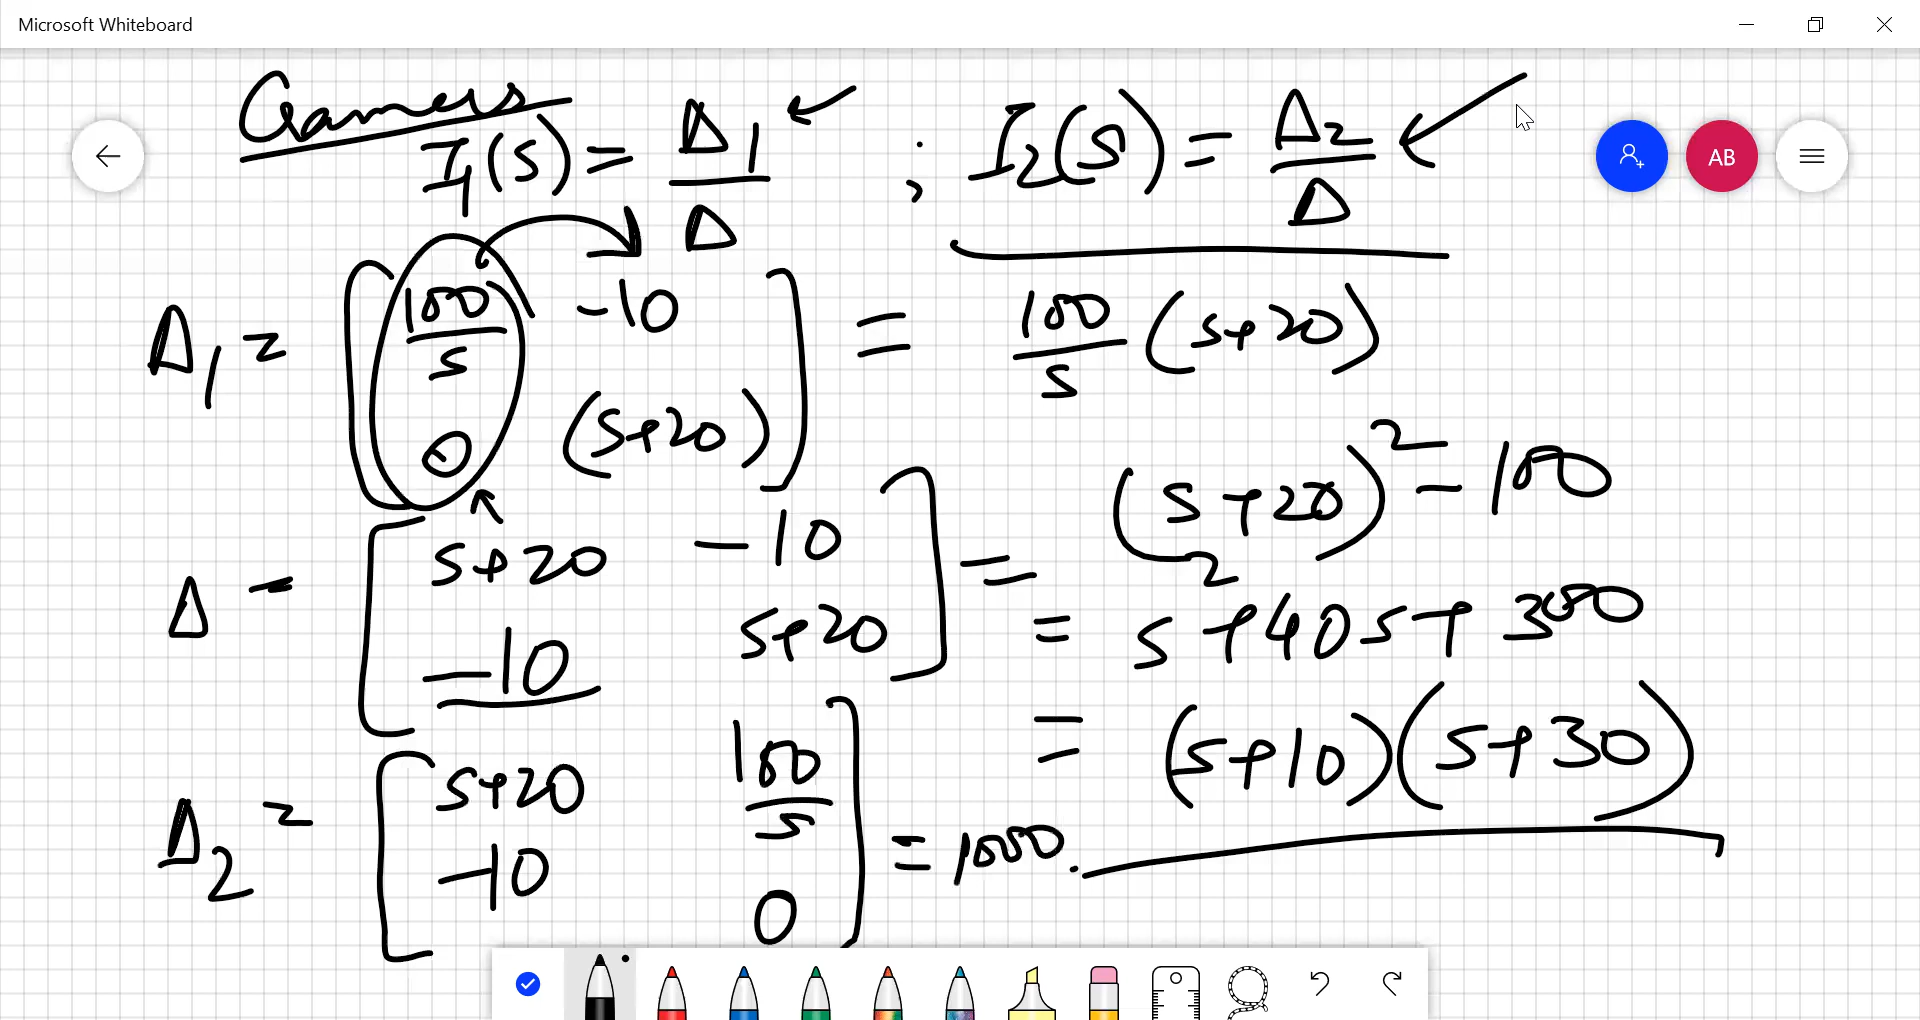 Microsoft Whiteboard
Cramers
I₁(s) = Δ₁/Δ ; I₂(s) = Δ₂/Δ
AB
Δ₁ = [100/s -10
0 (s+20)] = 100/s (s+20)
Δ = [s+20 -10
-10 s+20] = (s+20)² - 100
= s² + 40s + 300
= (s+10)(s+30)
Δ₂ = [s+20 100/s
-10 0] = 1000.